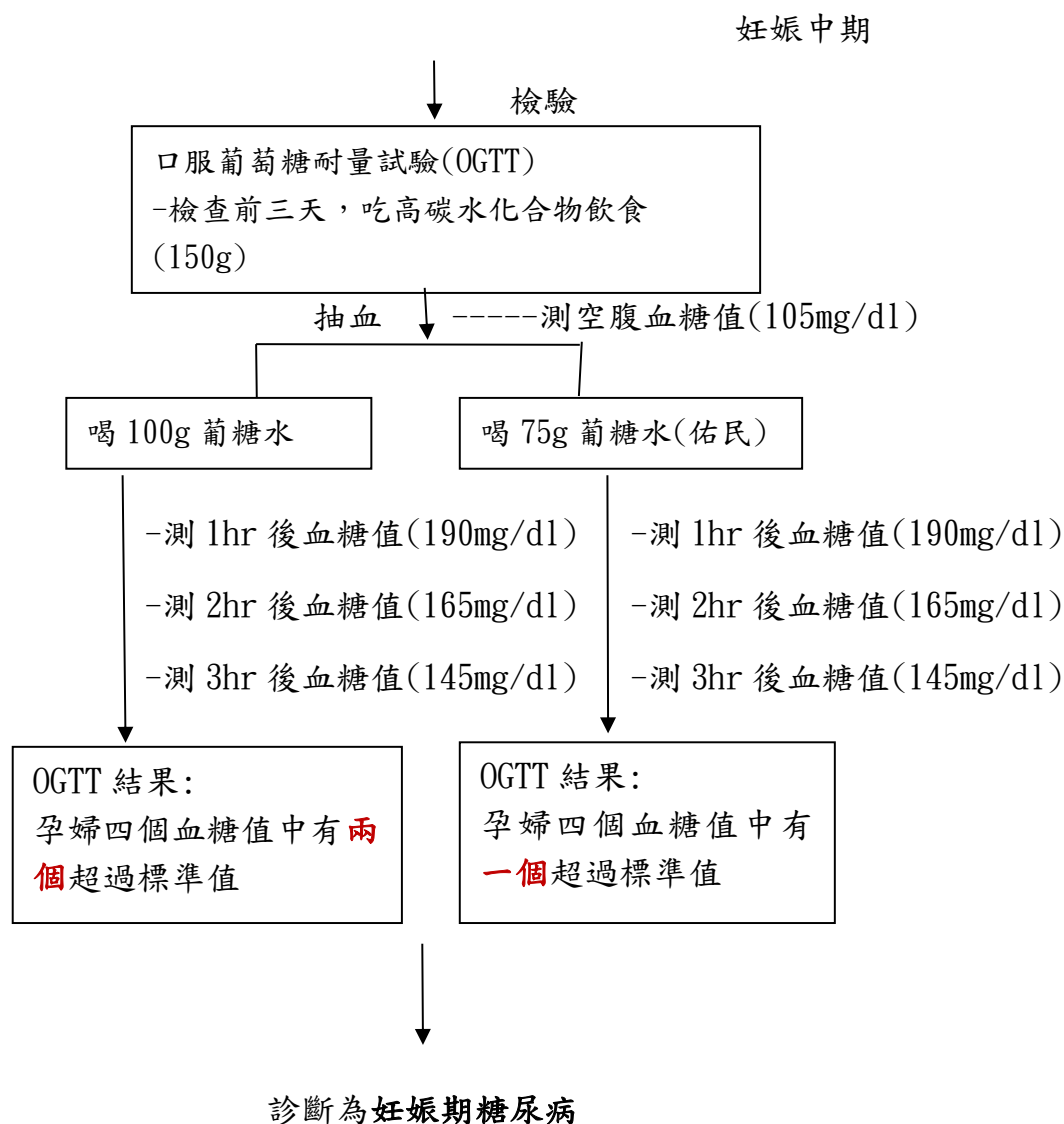 妊娠中期
檢驗
口服葡萄糖耐量試驗(OGTT)
-檢查前三天，吃高碳水化合物飲食
(150g)
抽血 -----測空腹血糖值(105mg/dl)
喝 100g 葡糖水
喝 75g 葡糖水(佑民)
-測 1hr 後血糖值(190mg/dl)
-測 2hr 後血糖值(165mg/dl)
-測 3hr 後血糖值(145mg/dl)
-測 1hr 後血糖值(190mg/dl)
-測 2hr 後血糖值(165mg/dl)
-測 3hr 後血糖值(145mg/dl)
OGTT 結果:
孕婦四個血糖值中有兩
個超過標準值
OGTT 結果:
孕婦四個血糖值中有
一個超過標準值
診斷為妊娠期糖尿病